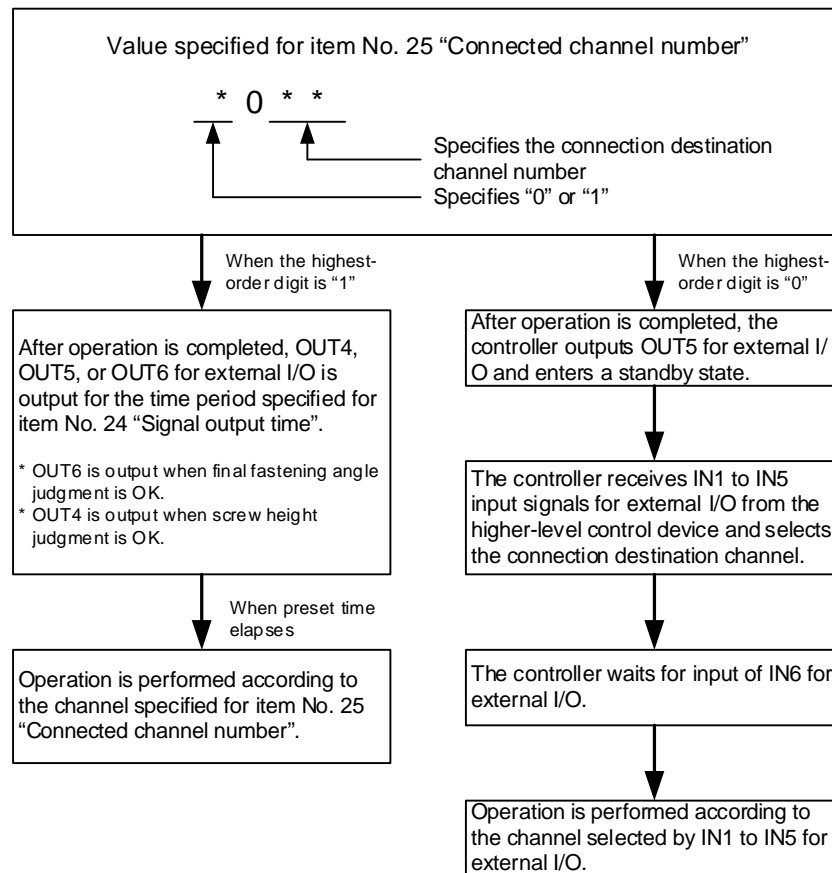 Value specified for item No. 25 “Connected channel number”
* 0 * *
Specifies the connection destination
channel number
Specifies “0” or “1”
When the highest-
order digit is “1”
After operation is completed, OUT4,
OUT5, or OUT6 for external I/O is
output for the time period specified for
item No. 24 “Signal output time”.
* OUT6 is output when final fastening angle
judgment is OK.
* OUT4 is output when screw height
judgment is OK.
When preset time
elapses
Operation is performed according to
the channel specified for item No. 25
“Connected channel number”.
When the highest-
order digit is “0”
After operation is completed, the
controller outputs OUT5 for external I/
O and enters a standby state.
The controller receives IN1 to IN5
input signals for external I/O from the
higher-level control device and selects
the connection destination channel.
The controller waits for input of IN6 for
external I/O.
Operation is performed according to
the channel selected by IN1 to IN5 for
external I/O.